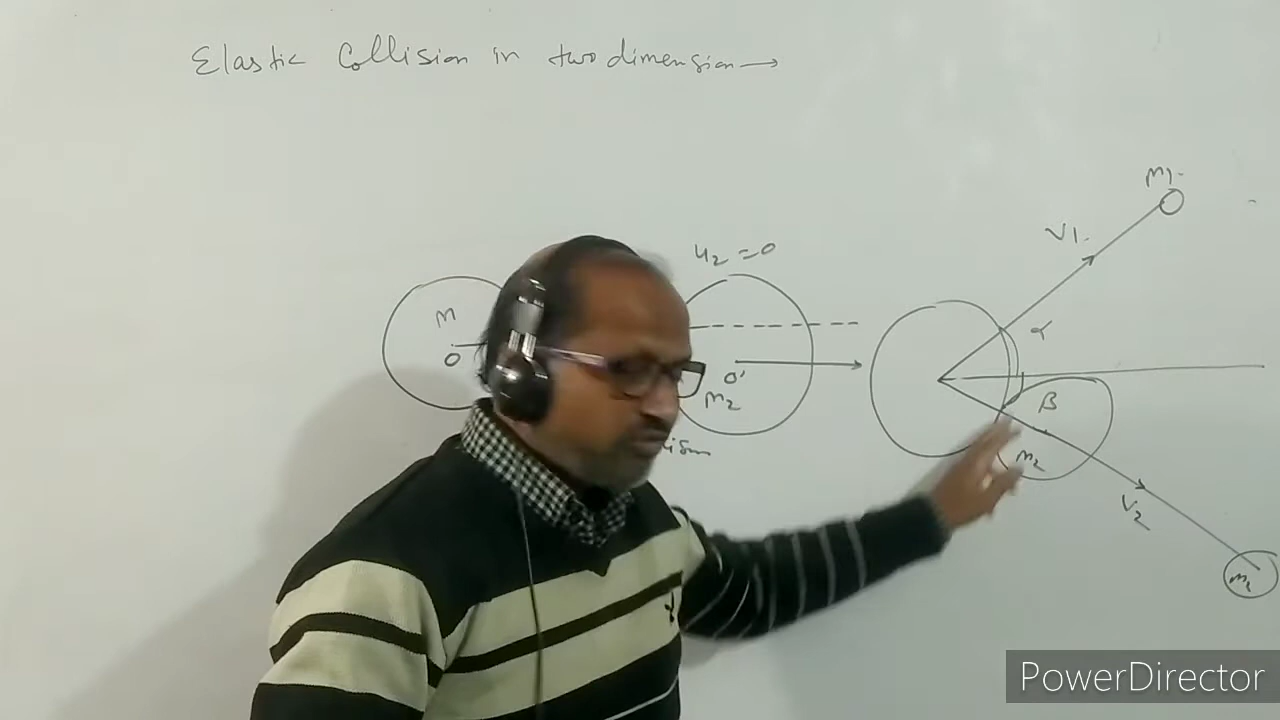 Elastic Collision in two dimension →
m1
V1
u2 = 0
M
α
O
O'
β
m2
m2
V2
m1
PowerDirector